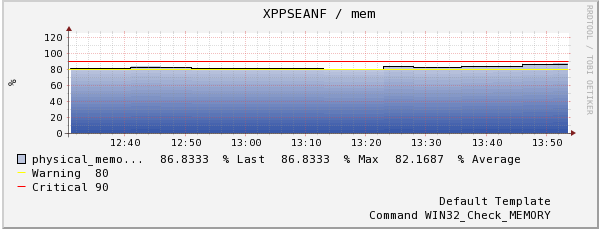 XPPSEANF / mem
RRDTOOL / TOBI OETIKER
120
100
80
60
40
20
0
%
12:40 12:50 13:00 13:10 13:20 13:30 13:40 13:50
physical_memo... 86.8333 % Last 86.8333 % Max 82.1687 % Average
Warning 80
Critical 90
Default Template
Command WIN32_Check_MEMORY